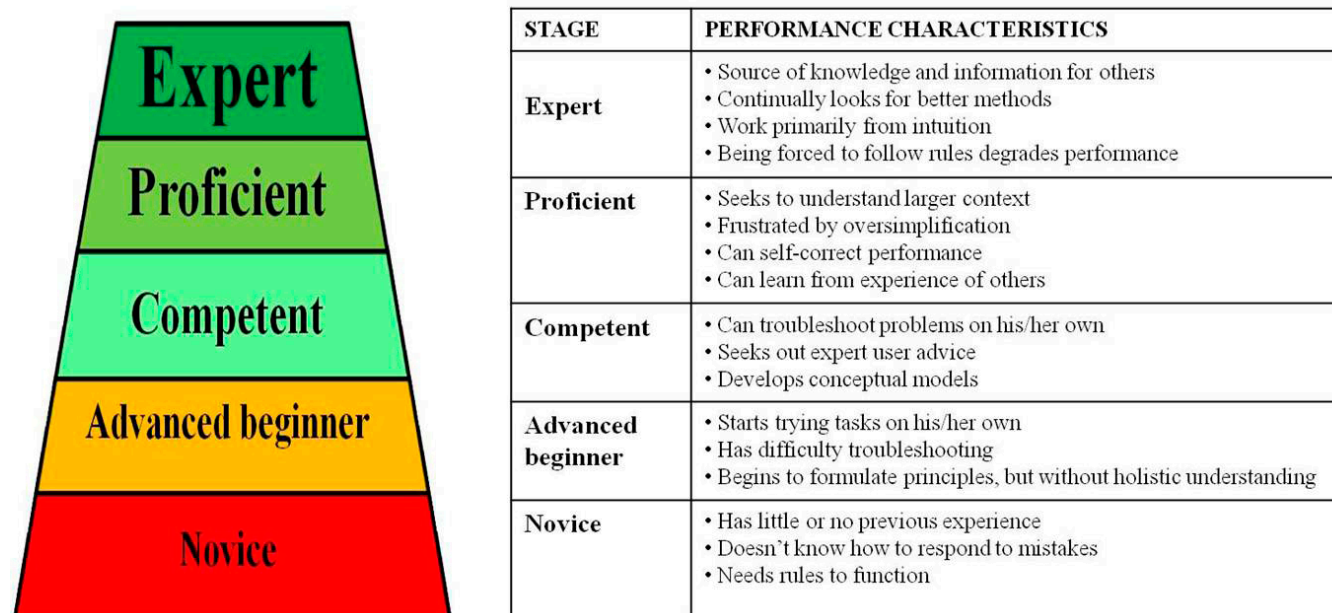 Expert
Proficient
Competent
Advanced beginner
Novice
STAGE PERFORMANCE CHARACTERISTICS
Expert
• Source of knowledge and information for others
• Continually looks for better methods
• Work primarily from intuition
• Being forced to follow rules degrades performance
Proficient
• Seeks to understand larger context
• Frustrated by oversimplification
• Can self-correct performance
• Can learn from experience of others
Competent
• Can troubleshoot problems on his/her own
• Seeks out expert user advice
• Develops conceptual models
Advanced
beginner
• Starts trying tasks on his/her own
• Has difficulty troubleshooting
• Begins to formulate principles, but without holistic understanding
Novice
• Has little or no previous experience
• Doesn't know how to respond to mistakes
• Needs rules to function